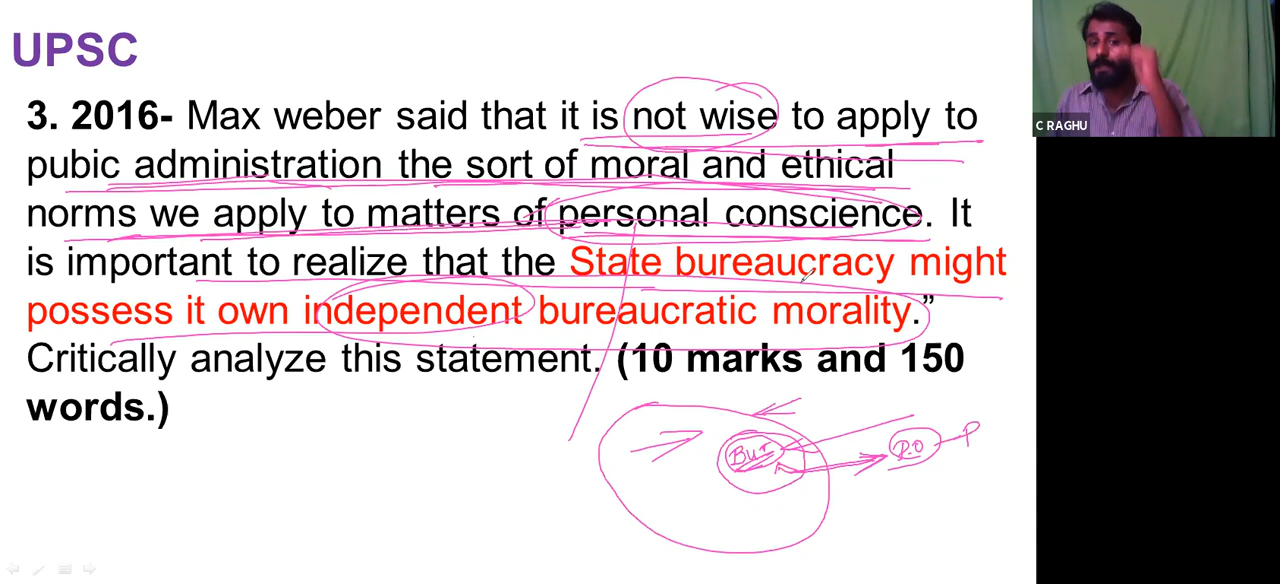 UPSC
3. 2016- Max weber said that it is not wise to apply to
pubic administration the sort of moral and ethical
norms we apply to matters of personal conscience. It
is important to realize that the State bureaucracy might
possess it own independent bureaucratic morality.”
Critically analyze this statement. (10 marks and 150
words.)
C RAGHU
P